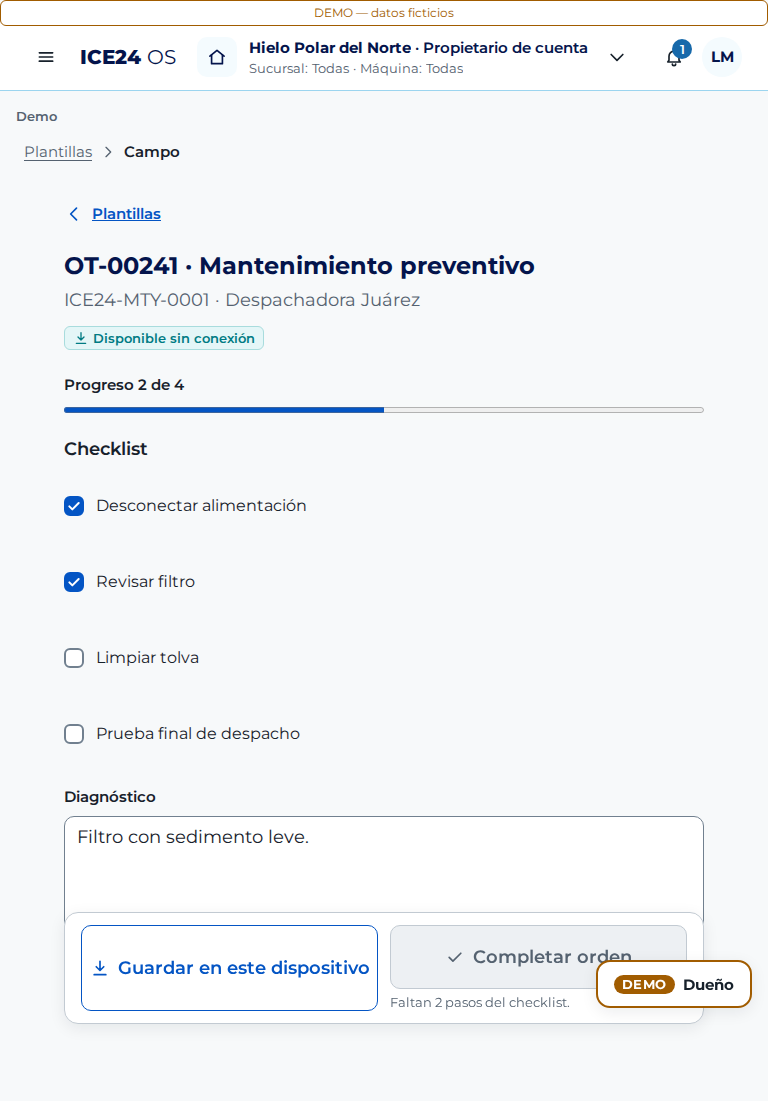 DEMO — datos ficticios
ICE24 OS
Hielo Polar del Norte · Propietario de cuenta
Sucursal: Todas · Máquina: Todas
1
LM
Demo
Plantillas
Campo
Plantillas
OT-00241 · Mantenimiento preventivo
ICE24-MTY-0001 · Despachadora Juárez
Disponible sin conexión
Progreso 2 de 4
Checklist
Desconectar alimentación
Revisar filtro
Limpiar tolva
Prueba final de despacho
Diagnóstico
Filtro con sedimento leve.
Guardar en este dispositivo
Completar orden
Faltan 2 pasos del checklist.
DEMO Dueño